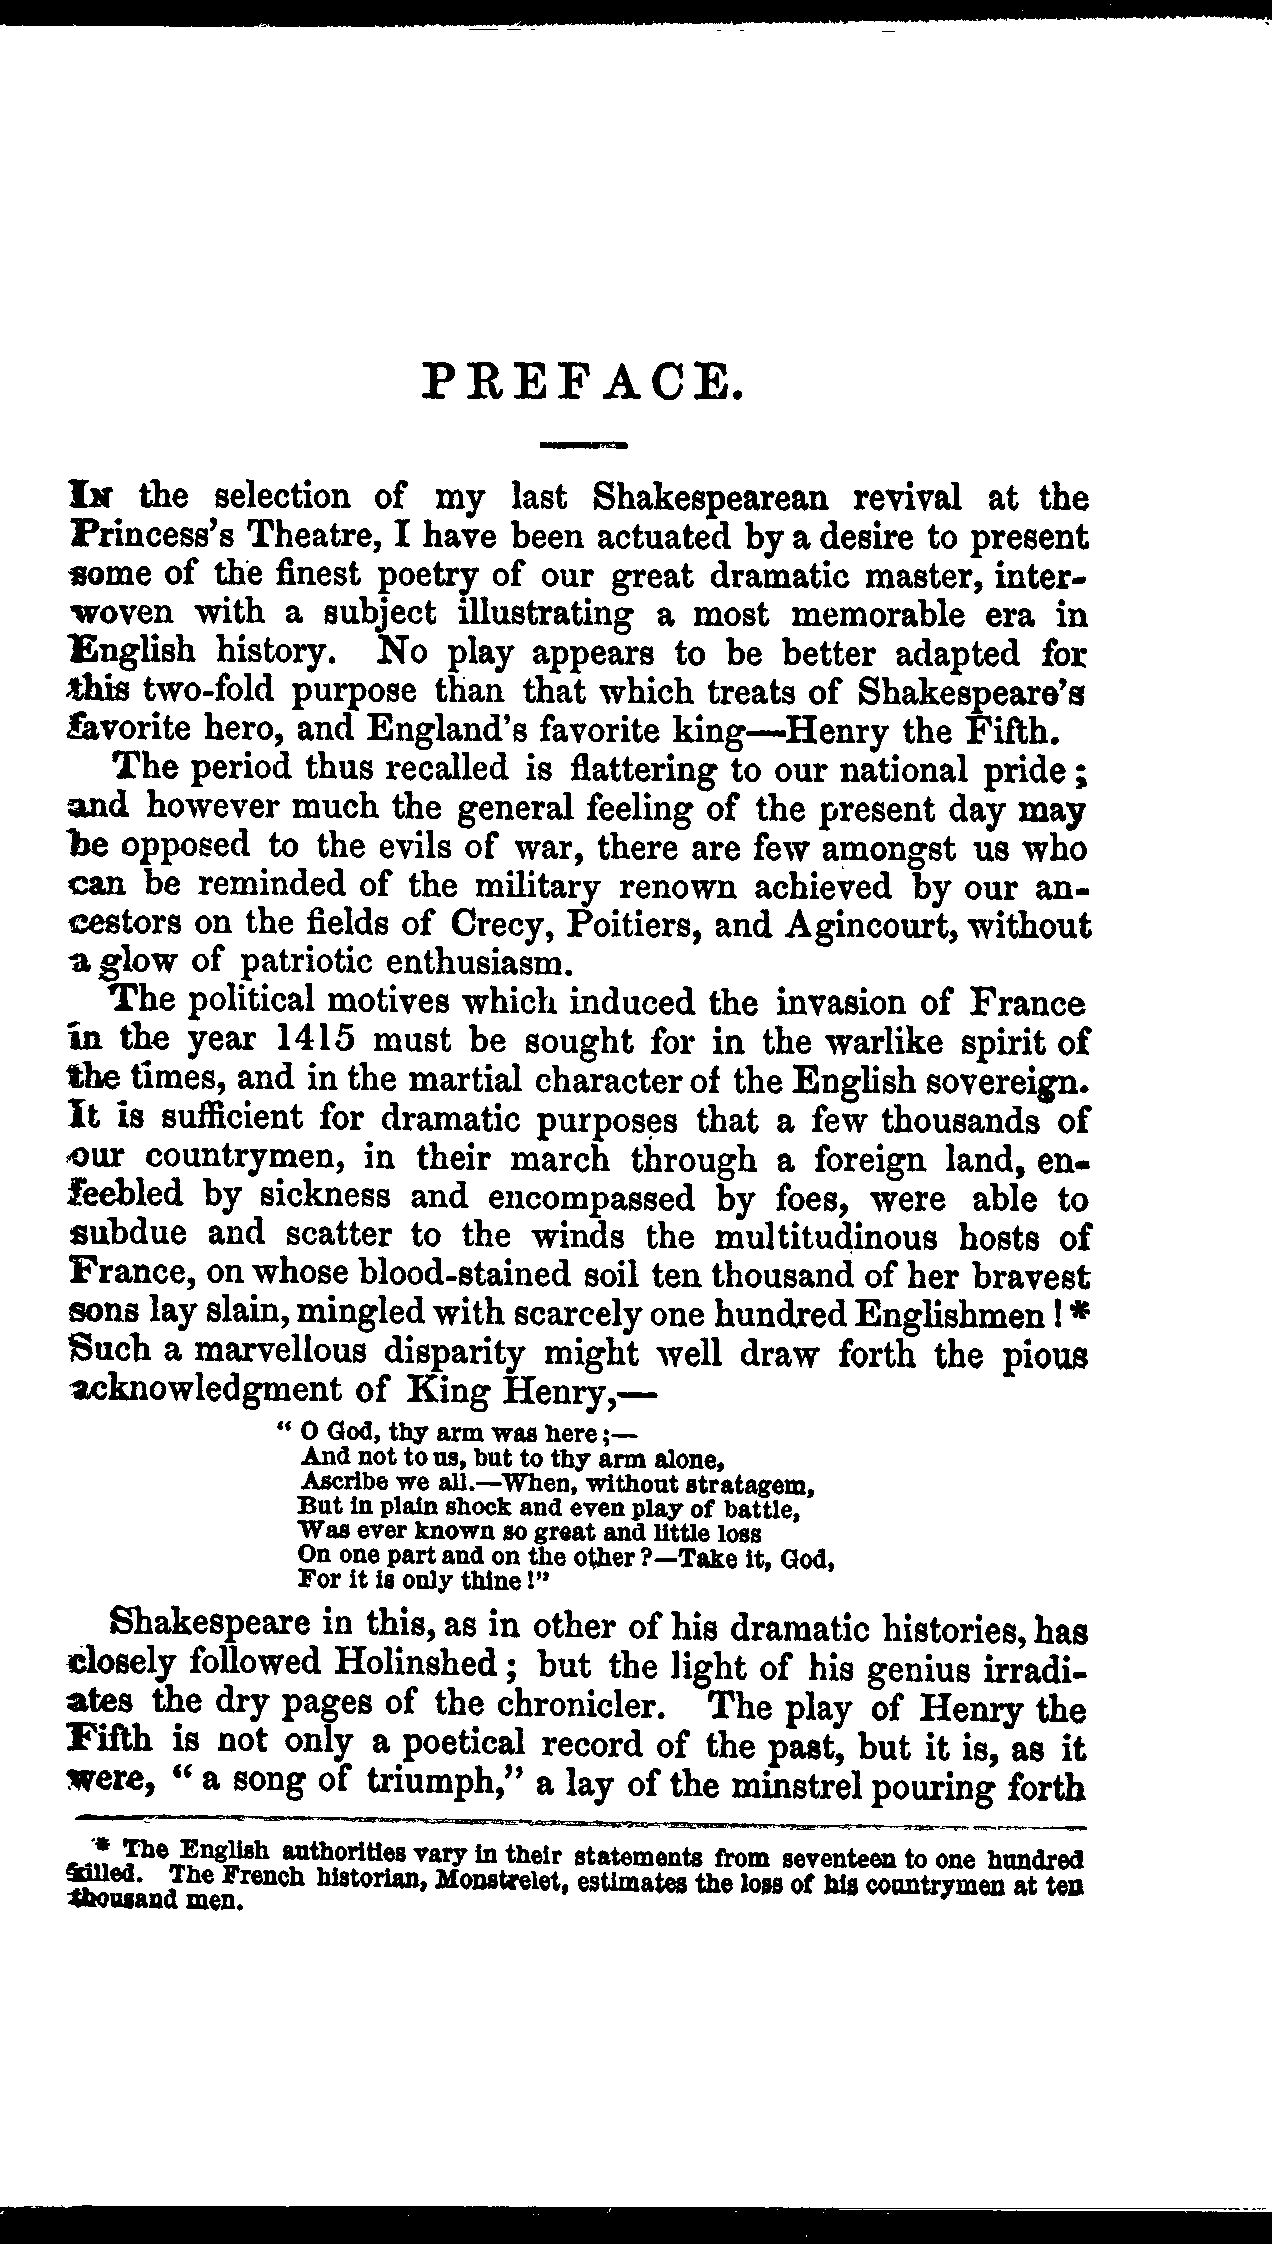 PREFACE.
In the selection of my last Shakespearean revival at the
Princess's Theatre, I have been actuated by a desire to present
some of the finest poetry of our great dramatic master, inter-
woven with a subject illustrating a most memorable era in
English history. No play appears to be better adapted for
this two-fold purpose than that which treats of Shakespeare's
favorite hero, and England's favorite king—Henry the Fifth.
The period thus recalled is flattering to our national pride;
and however much the general feeling of the present day may
be opposed to the evils of war, there are few amongst us who
can be reminded of the military renown achieved by our an-
cestors on the fields of Crecy, Poitiers, and Agincourt, without
a glow of patriotic enthusiasm.
The political motives which induced the invasion of France
in the year 1415 must be sought for in the warlike spirit of
the times, and in the martial character of the English sovereign.
It is sufficient for dramatic purposes that a few thousands of
our countrymen, in their march through a foreign land, en-
feebled by sickness and encompassed by foes, were able to
subdue and scatter to the winds the multitudinous hosts of
France, on whose blood-stained soil ten thousand of her bravest
sons lay slain, mingled with scarcely one hundred Englishmen!*
Such a marvellous disparity might well draw forth the pious
acknowledgment of King Henry,—
"O God, thy arm was here;—
And not to us, but to thy arm alone,
Ascribe we all.—When, without stratagem,
But in plain shock and even play of battle,
Was ever known so great and little loss
On one part and on the other?—Take it, God,
For it is only thine!"
Shakespeare in this, as in other of his dramatic histories, has
closely followed Holinshed; but the light of his genius irradi-
ates the dry pages of the chronicler. The play of Henry the
Fifth is not only a poetical record of the past, but it is, as it
were, "a song of triumph," a lay of the minstrel pouring forth
* The English authorities vary in their statements from seventeen to one hundred
killed. The French historian, Monstrelet, estimates the loss of his countrymen at ten
thousand men.